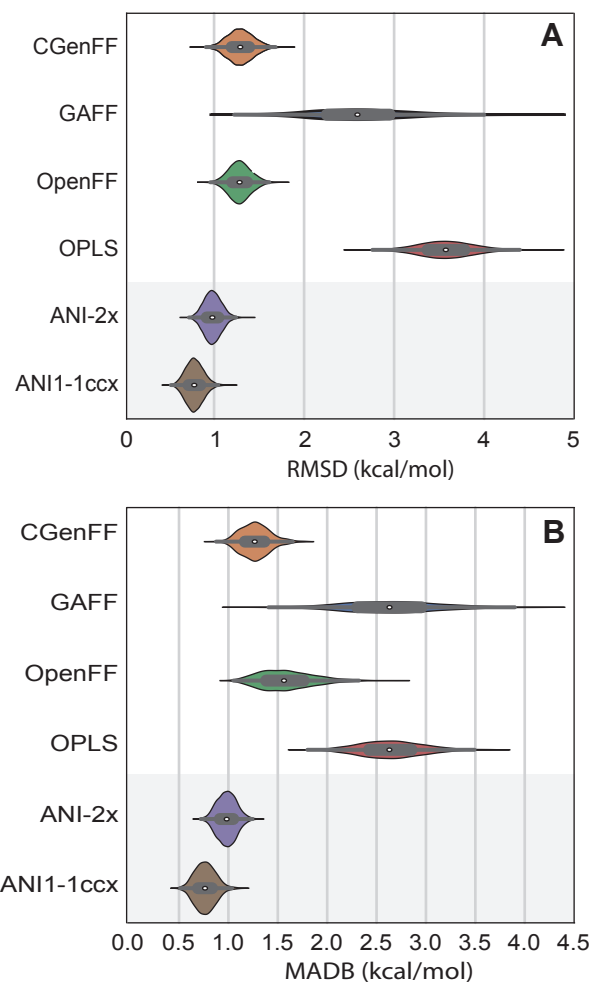 A
CGenFF
GAFF
OpenFF
OPLS
ANI-2x
ANI1-1ccx
0 1 2 3 4 5
RMSD (kcal/mol)
B
CGenFF
GAFF
OpenFF
OPLS
ANI-2x
ANI1-1ccx
0.0 0.5 1.0 1.5 2.0 2.5 3.0 3.5 4.0 4.5
MADB (kcal/mol)